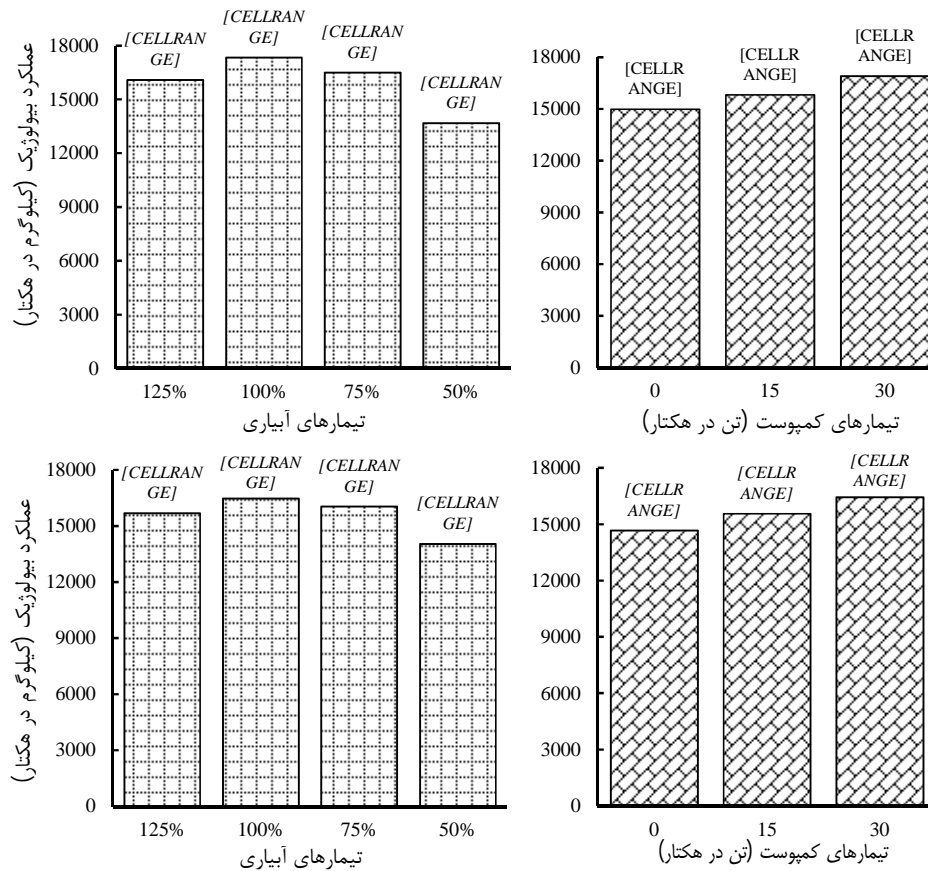 عملکرد بیولوژیک (کیلوگرم در هکتار)
18000
15000
12000
9000
6000
3000
0
[CELLRAN
GE]
[CELLRAN
GE]
[CELLRAN
GE]
[CELLRAN
GE]
125% 100% 75% 50%
تیمارهای آبیاری
18000
15000
12000
9000
6000
3000
0
[CELLR
ANGE]
[CELLR
ANGE]
[CELLR
ANGE]
0 15 30
تیمارهای کمپوست (تن در هکتار)
عملکرد بیولوژیک (کیلوگرم در هکتار)
18000
15000
12000
9000
6000
3000
0
[CELLRAN
GE]
[CELLRAN
GE]
[CELLRAN
GE]
[CELLRAN
GE]
125% 100% 75% 50%
تیمارهای آبیاری
18000
15000
12000
9000
6000
3000
0
[CELLR
ANGE]
[CELLR
ANGE]
[CELLR
ANGE]
0 15 30
تیمارهای کمپوست (تن در هکتار)